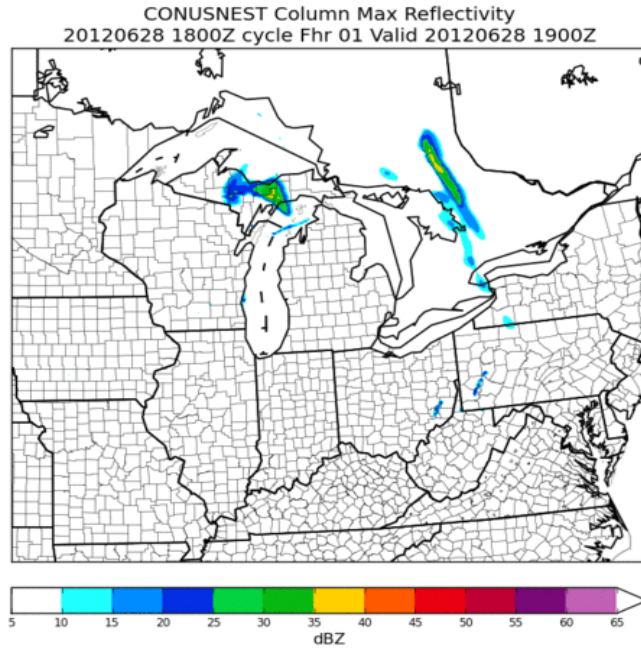 CONUSNEST Column Max Reflectivity
20120628 1800Z cycle Fhr 01 Valid 20120628 1900Z
5 10 15 20 25 30 35 40 45 50 55 60 65
dBZ